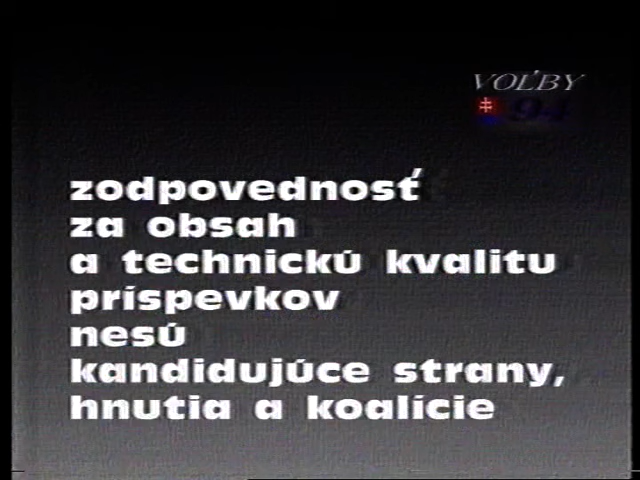 VOĽBY
94
zodpovednosť
za obsah
a technickú kvalitu
príspevkov
nesú
kandidujúce strany,
hnutia a koalície